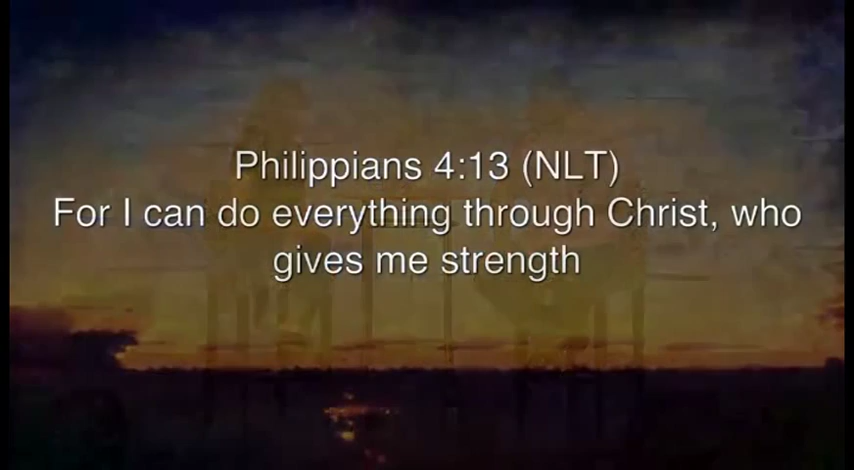 Philippians 4:13 (NLT)
For I can do everything through Christ, who
gives me strength